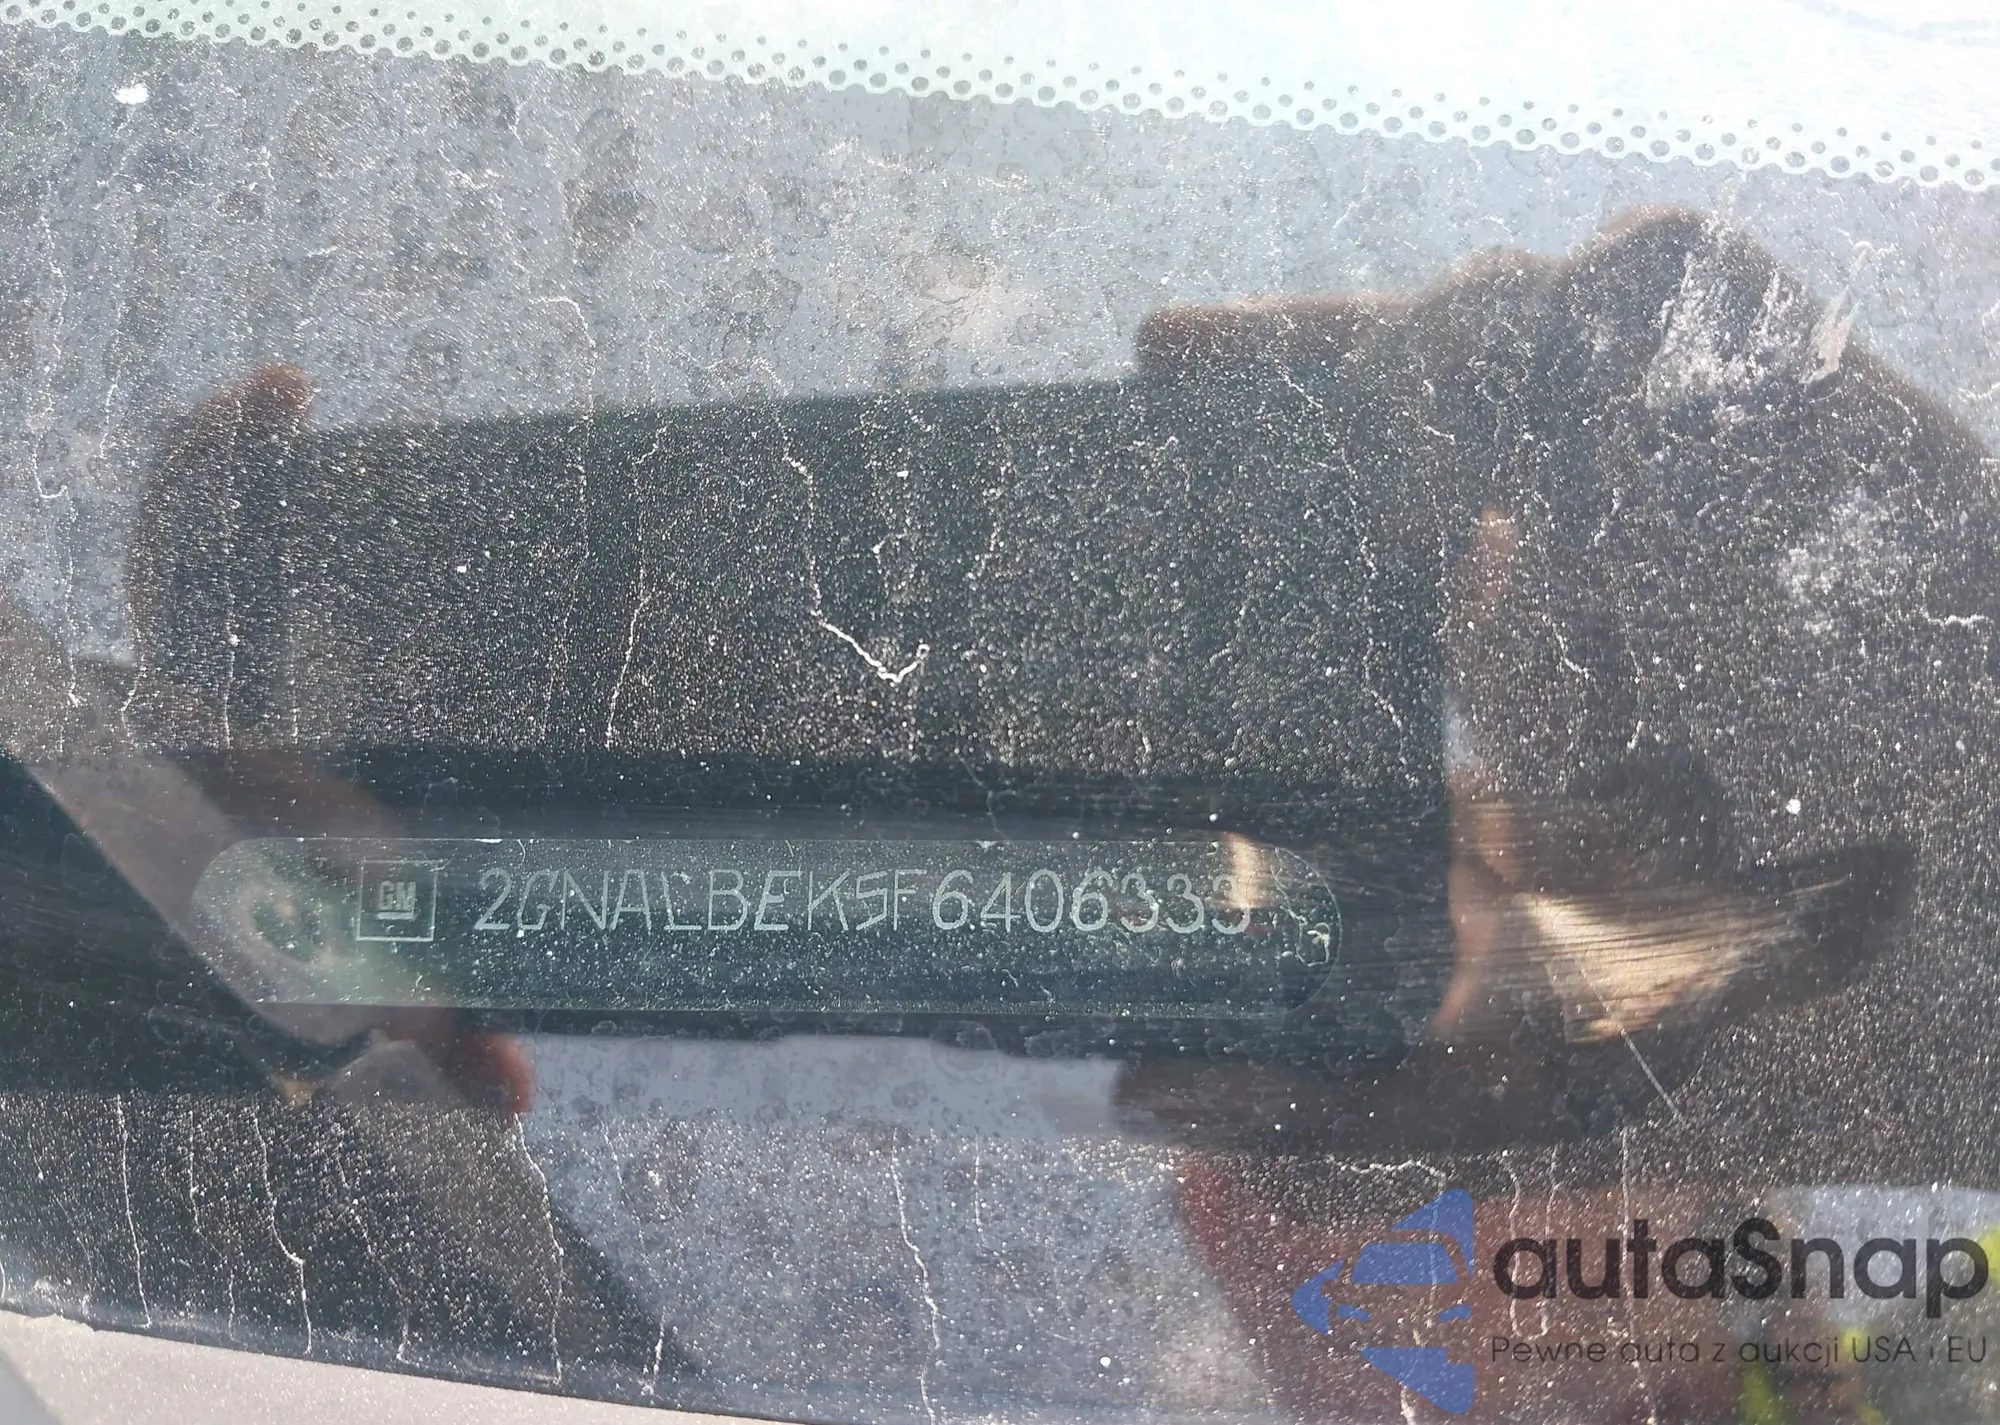 GM 2GNALBEK5F6406333
autaSnap
Pewne auta z aukcji USA i EU